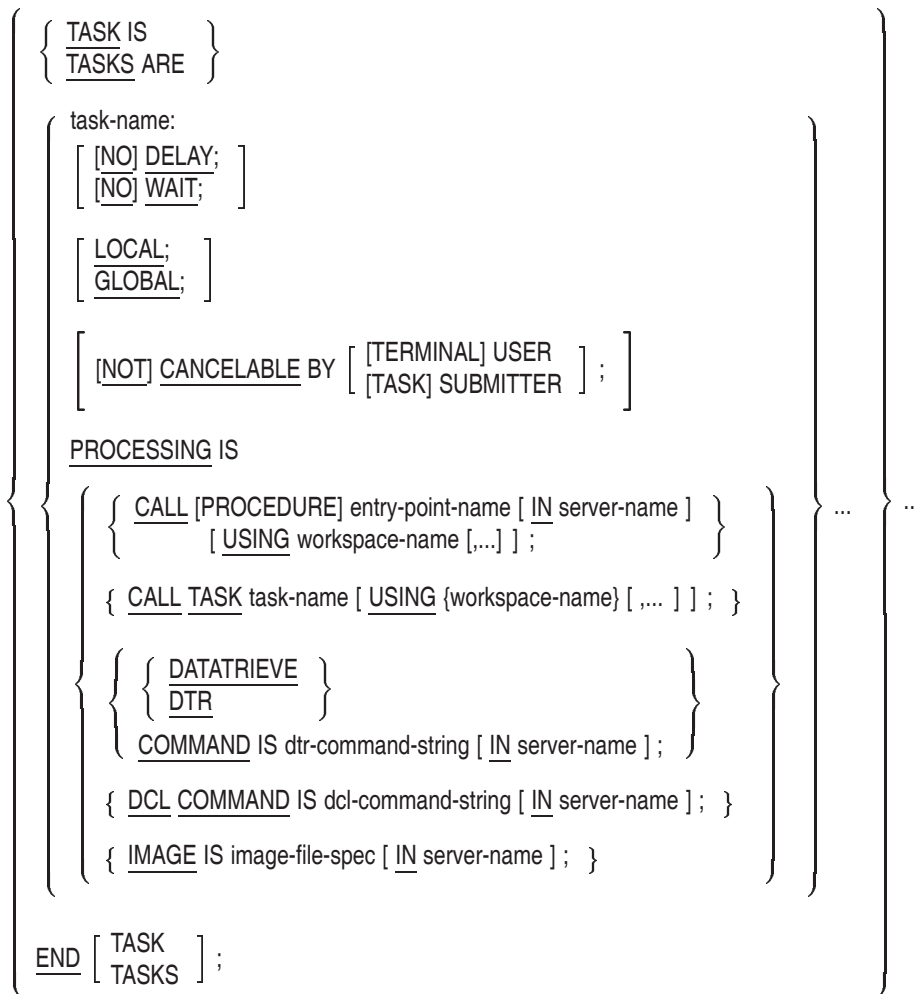 TASK IS
TASKS ARE
task-name:
[NO] DELAY;
[NO] WAIT;
LOCAL;
GLOBAL;
[NOT] CANCELABLE BY [ [TERMINAL] USER
[TASK] SUBMITTER ] ;
PROCESSING IS
CALL [PROCEDURE] entry-point-name [ IN server-name ]
[ USING workspace-name [,...] ] ;
{ CALL TASK task-name [ USING {workspace-name} [ ,... ] ] ; }
...
..
DATATRIEVE
DTR
COMMAND IS dtr-command-string [ IN server-name ] ;
{ DCL COMMAND IS dcl-command-string [ IN server-name ] ; }
{ IMAGE IS image-file-spec [ IN server-name ] ; }
END [ TASK
TASKS ] ;